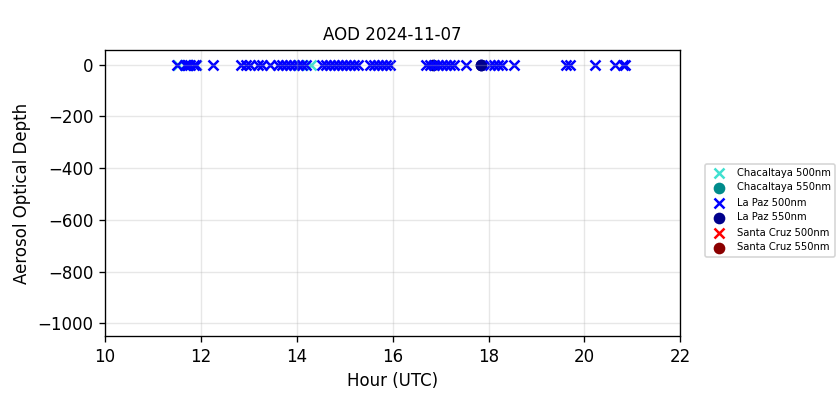 AOD 2024-11-07
Aerosol Optical Depth
0
−200
−400
−600
−800
−1000
10 12 14 16 18 20 22
Hour (UTC)
Chacaltaya 500nm
Chacaltaya 550nm
La Paz 500nm
La Paz 550nm
Santa Cruz 500nm
Santa Cruz 550nm